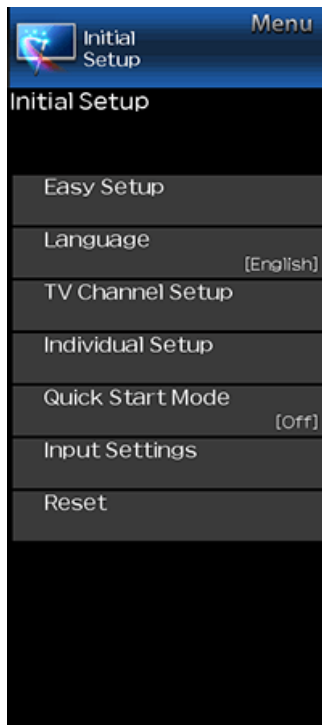 Menu
Initial
Setup
Initial Setup
Easy Setup
Language
[English]
TV Channel Setup
Individual Setup
Quick Start Mode
[Off]
Input Settings
Reset